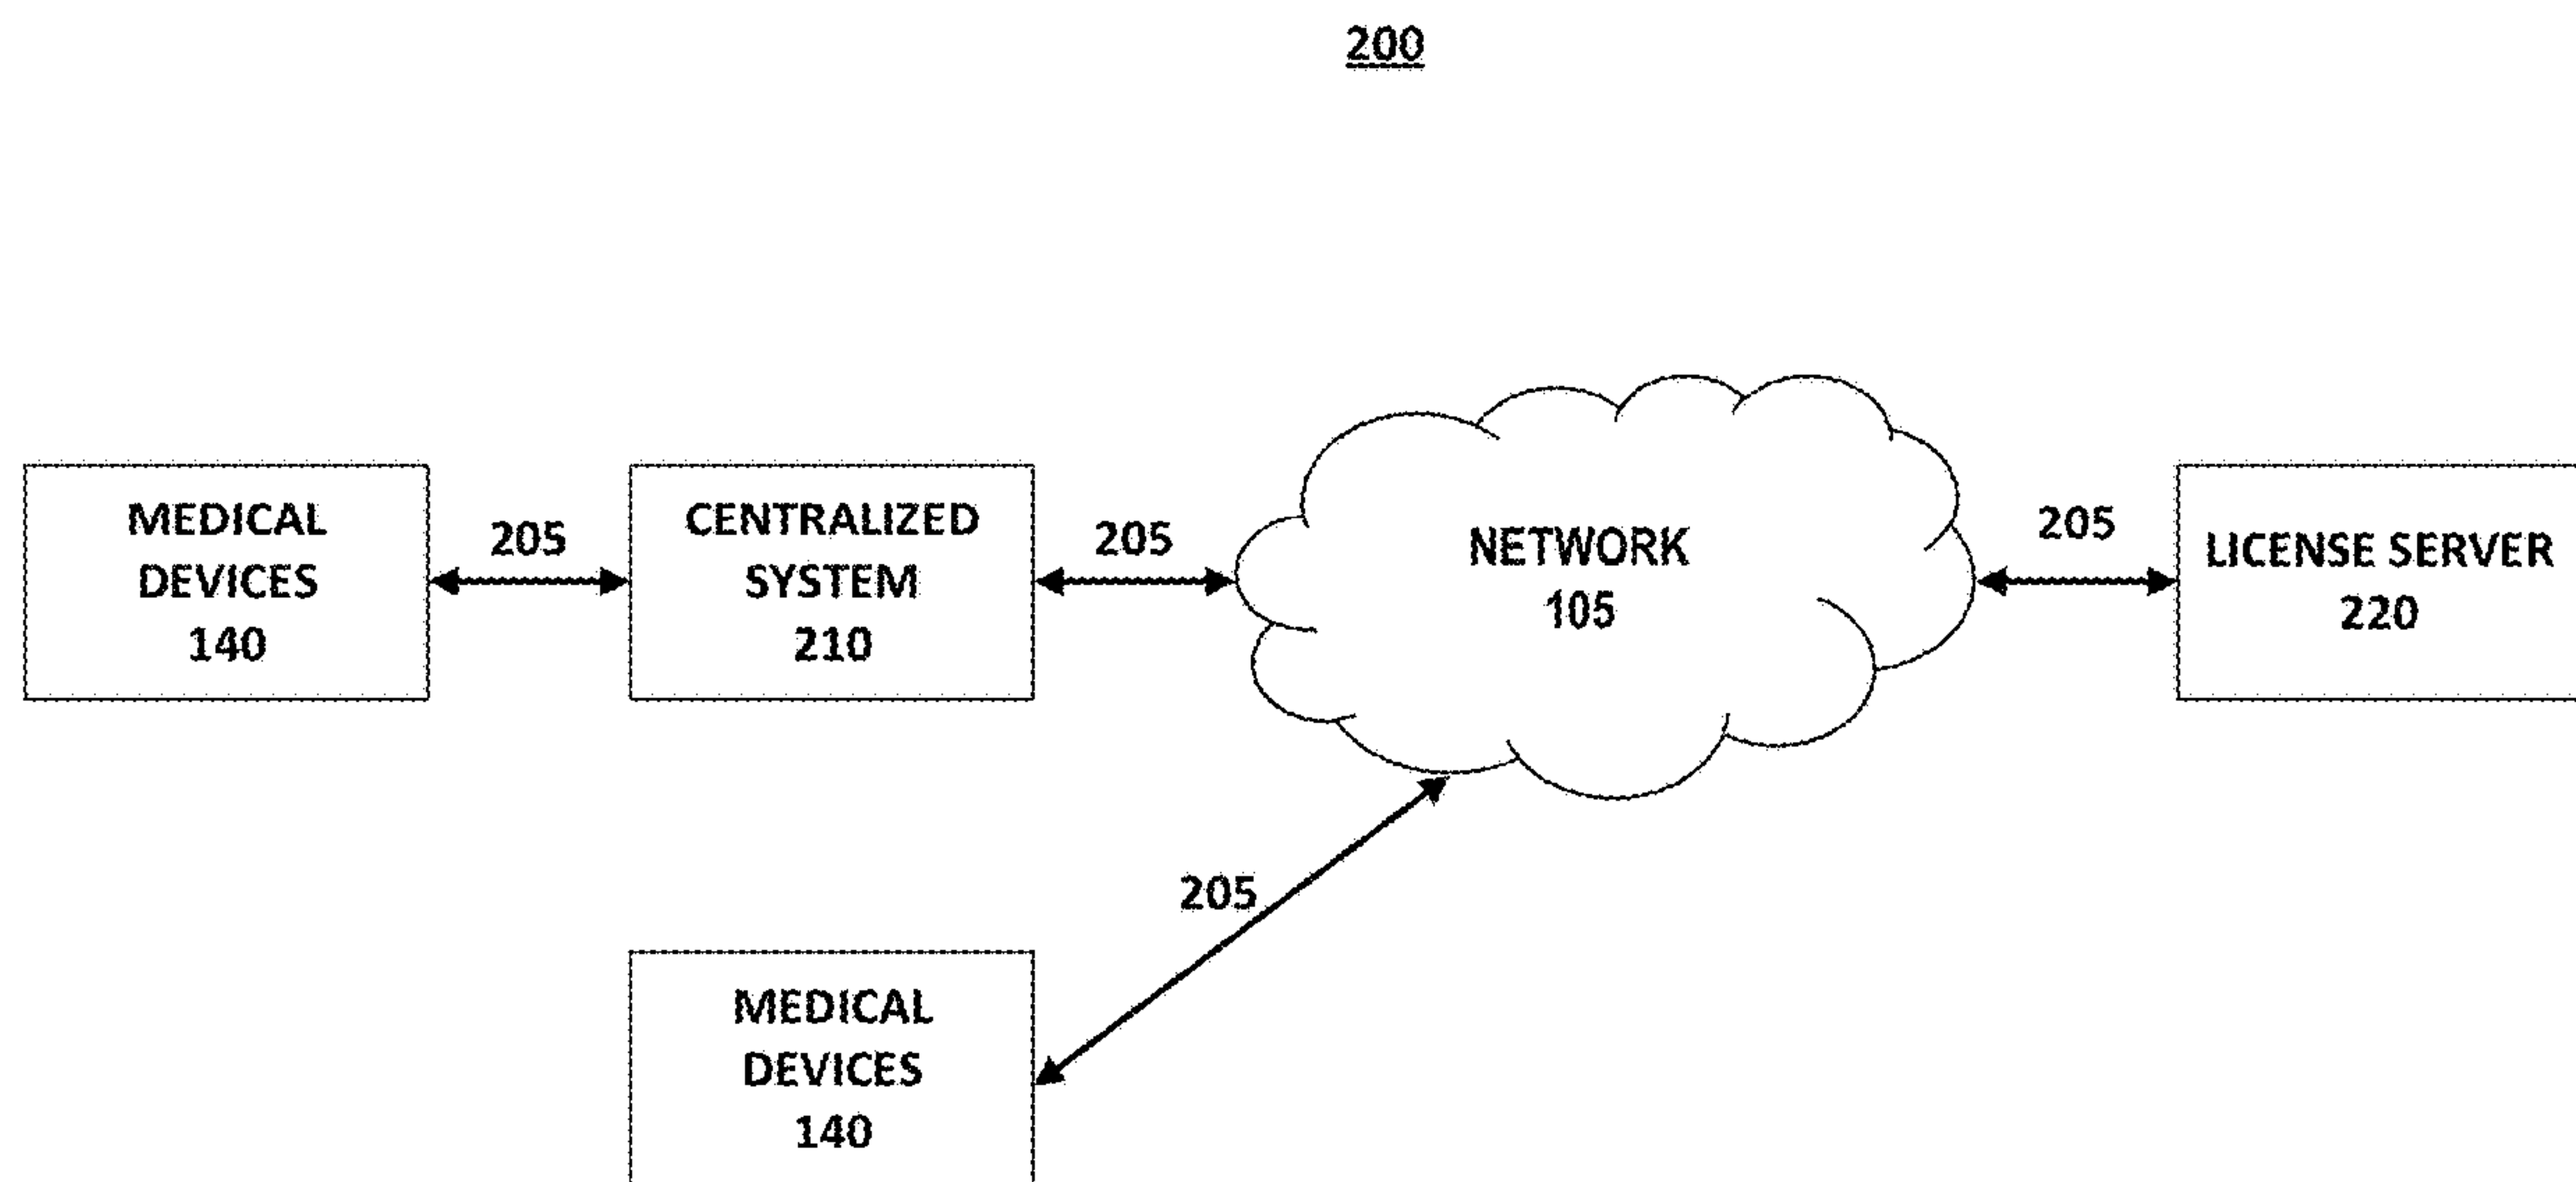 200
MEDICAL
DEVICES
140
205
CENTRALIZED
SYSTEM
210
205
NETWORK
105
205
LICENSE SERVER
220
205
MEDICAL
DEVICES
140